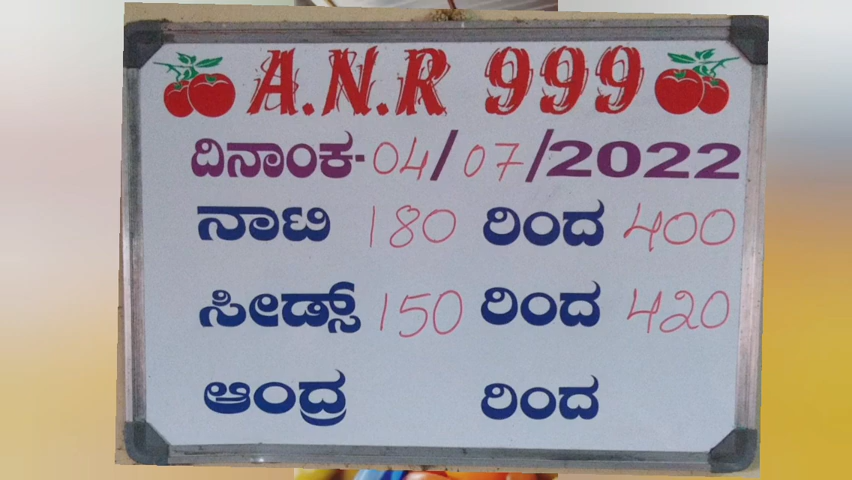 A.N.R 999
ದಿನಾಂಕ-04/07/2022
ನಾಟಿ 180 ರಿಂದ 400
ಸೀಡ್ಸ್ 150 ರಿಂದ 420
ಆಂದ್ರ ರಿಂದ